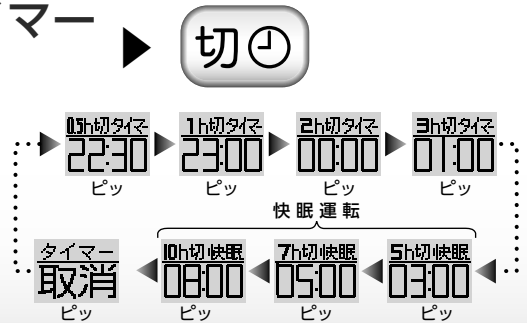 マー
切
0.5h切タイマー
22:30
ピッ
1h切タイマー
23:00
ピッ
2h切タイマー
00:00
ピッ
3h切タイマー
01:00
ピッ
快眠運転
タイマー
取消
ピッ
10h切快眠
08:00
ピッ
7h切快眠
05:00
ピッ
5h切快眠
03:00
ピッ